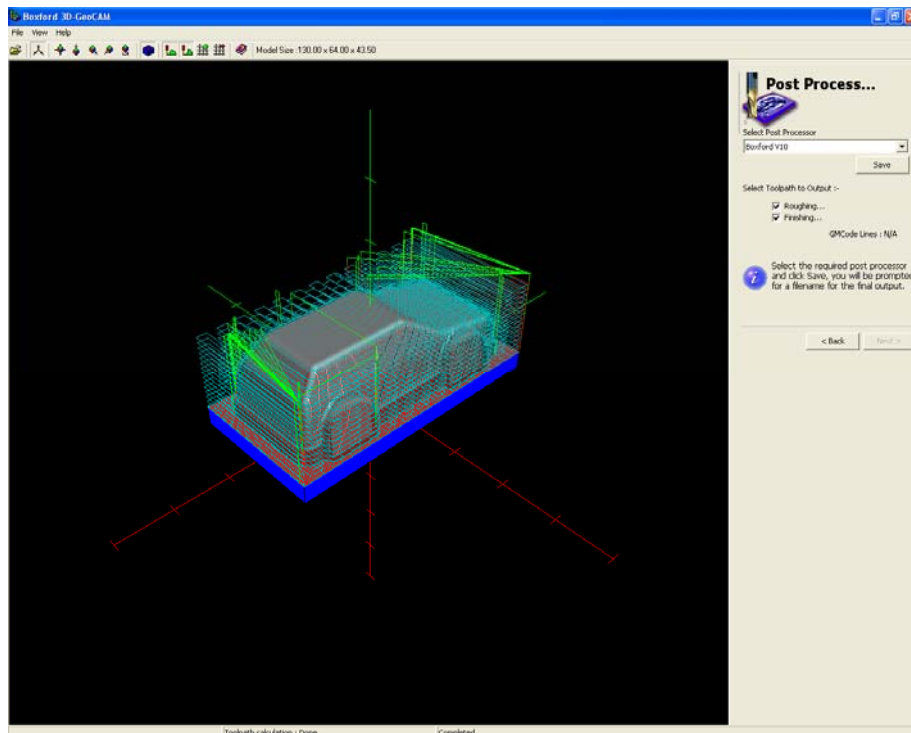 Boxford 3D-GeoCAM
File View Help
Model Size :130.00 x 64.00 x 43.50
Post Process...
Select Post Processor
Boxford V10
Save
Select Toolpath to Output :-
Roughing...
Finishing...
GMCode Lines : N/A
Select the required post processor
and click Save, you will be prompted
for a filename for the final output.
< Back
Next >
Toolpath calculation : Done
Completed